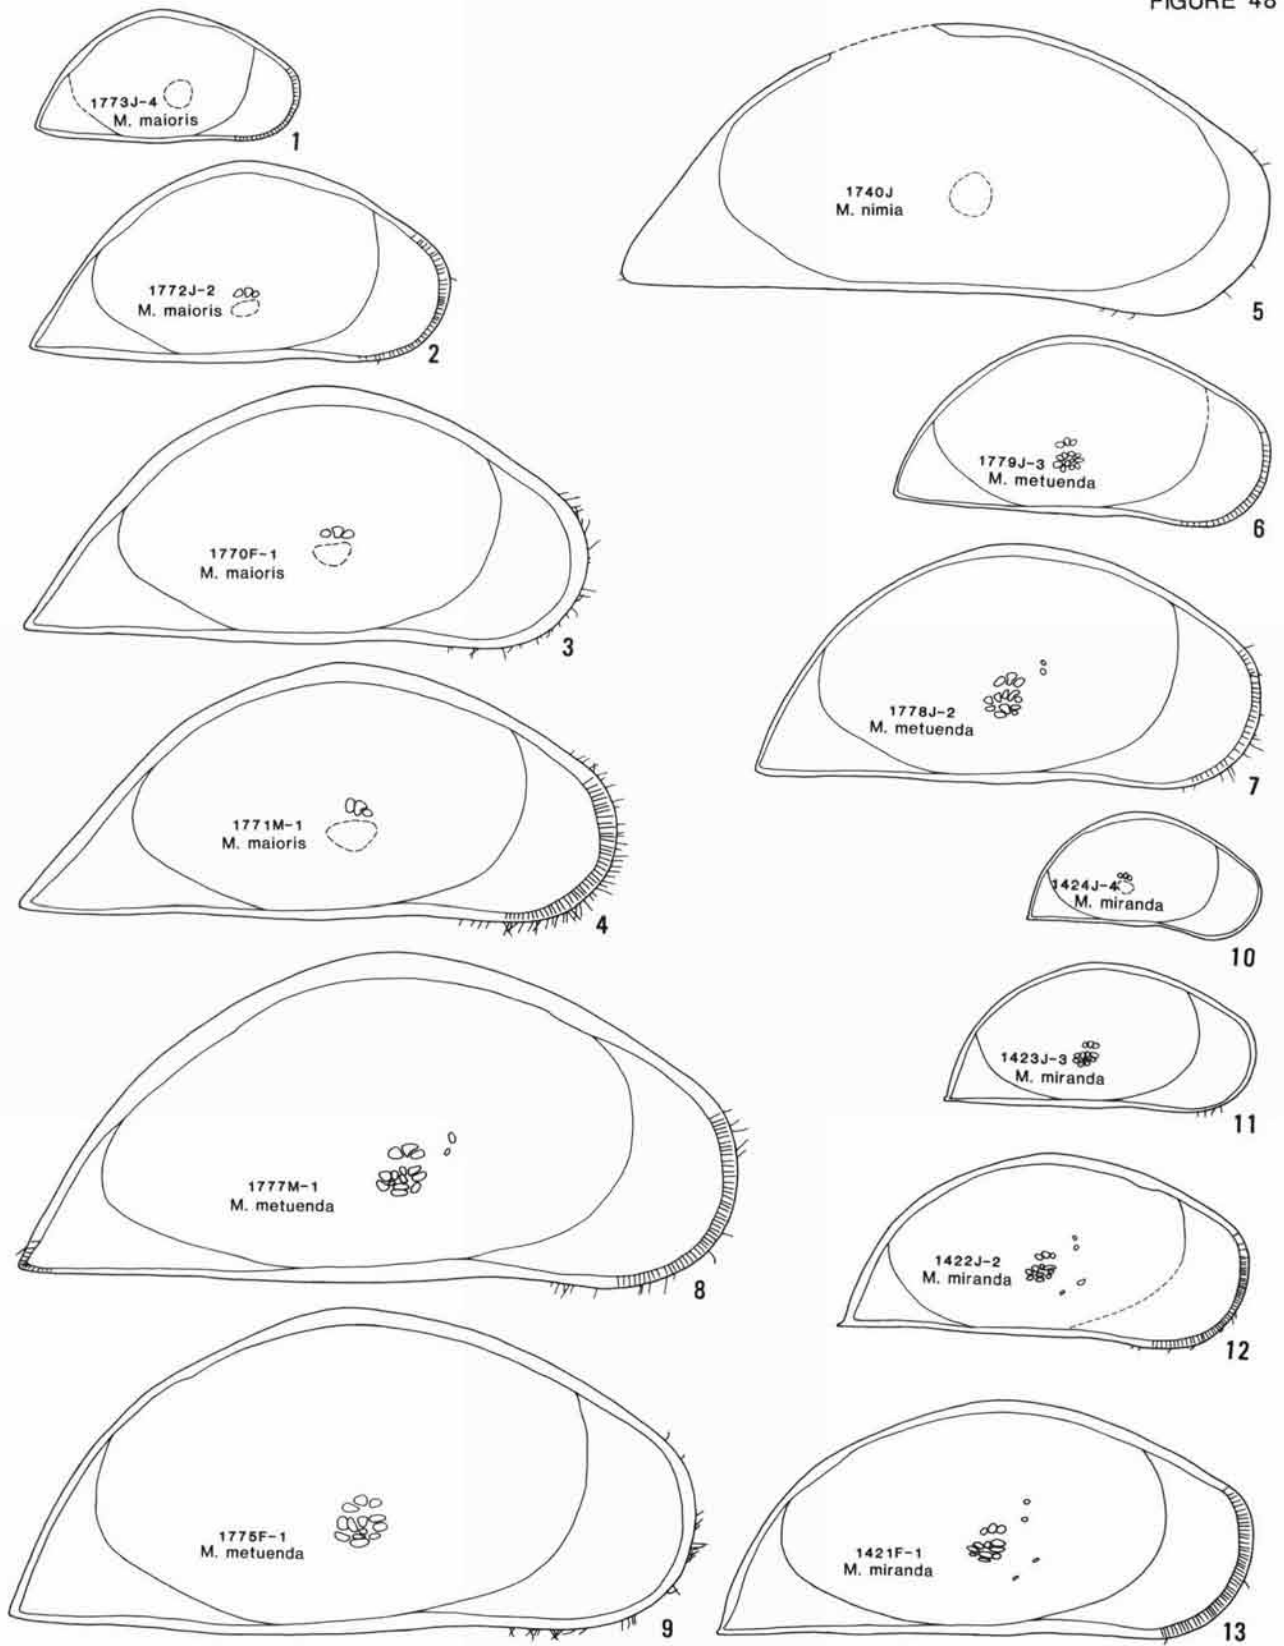 FIGURE 48
1773J-4
M. maioris
1
1772J-2
M. maioris
2
1770F-1
M. maioris
3
1771M-1
M. maioris
4
1740J
M. nimia
5
1779J-3
M. metuenda
6
1778J-2
M. metuenda
7
1777M-1
M. metuenda
8
1775F-1
M. metuenda
9
1424J-4
M. miranda
10
1423J-3
M. miranda
11
1422J-2
M. miranda
12
1421F-1
M. miranda
13